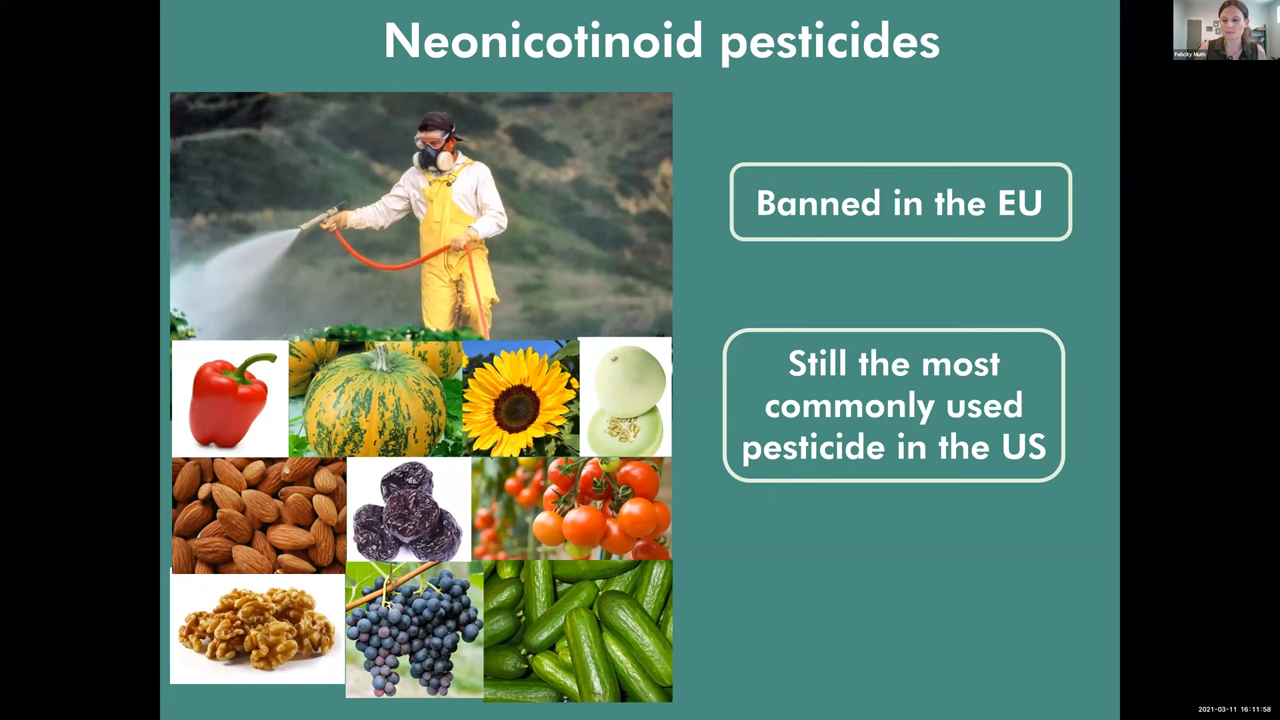 Neonicotinoid pesticides
Felicity Muth
Banned in the EU
Still the most
commonly used
pesticide in the US
2021-03-11 16:11:58